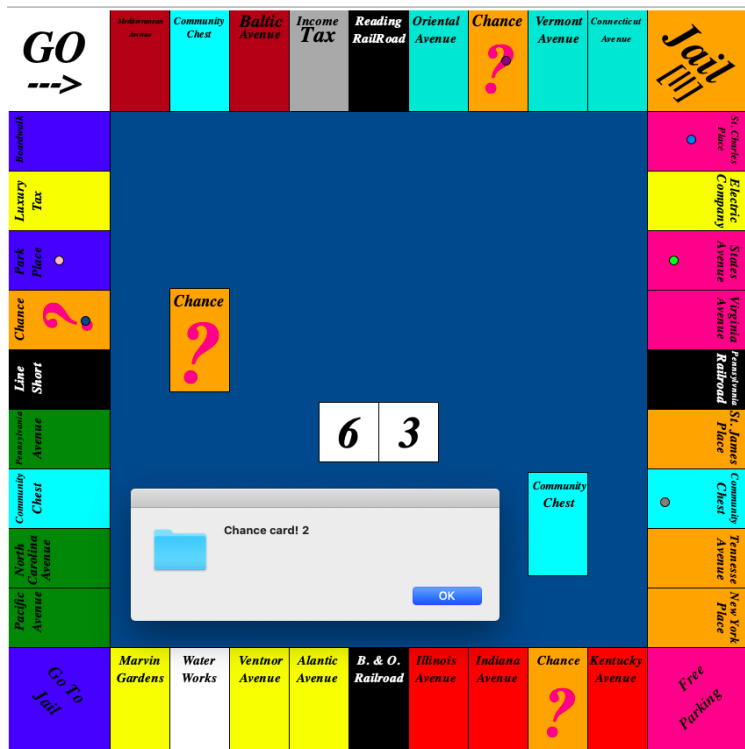 GO
--->
Mediterranean
Avenue
Community
Chest
Baltic
Avenue
Income
Tax
Reading
RailRoad
Oriental
Avenue
Chance
?
Vermont
Avenue
Connecticut
Avenue
Jail
[||]
Boardwalk
Luxury
Tax
Park
Place
Chance
?
Line
Short
Pennsylvania
Avenue
Community
Chest
North
Carolina
Avenue
Pacific
Avenue
St. Charles
Place
Electric
Company
States
Avenue
Virginia
Avenue
Pennsylvnnia
Railroad
St. James
Place
Community
Chest
Tennesse
Avenue
New York
Place
Chance
?
6 3
Community
Chest
Chance card! 2
OK
Go To
Jail
Marvin
Gardens
Water
Works
Ventnor
Avenue
Alantic
Avenue
B. & O.
Railroad
Illinois
Avenue
Indiana
Avenue
Chance
?
Kentucky
Avenue
Free
Parking